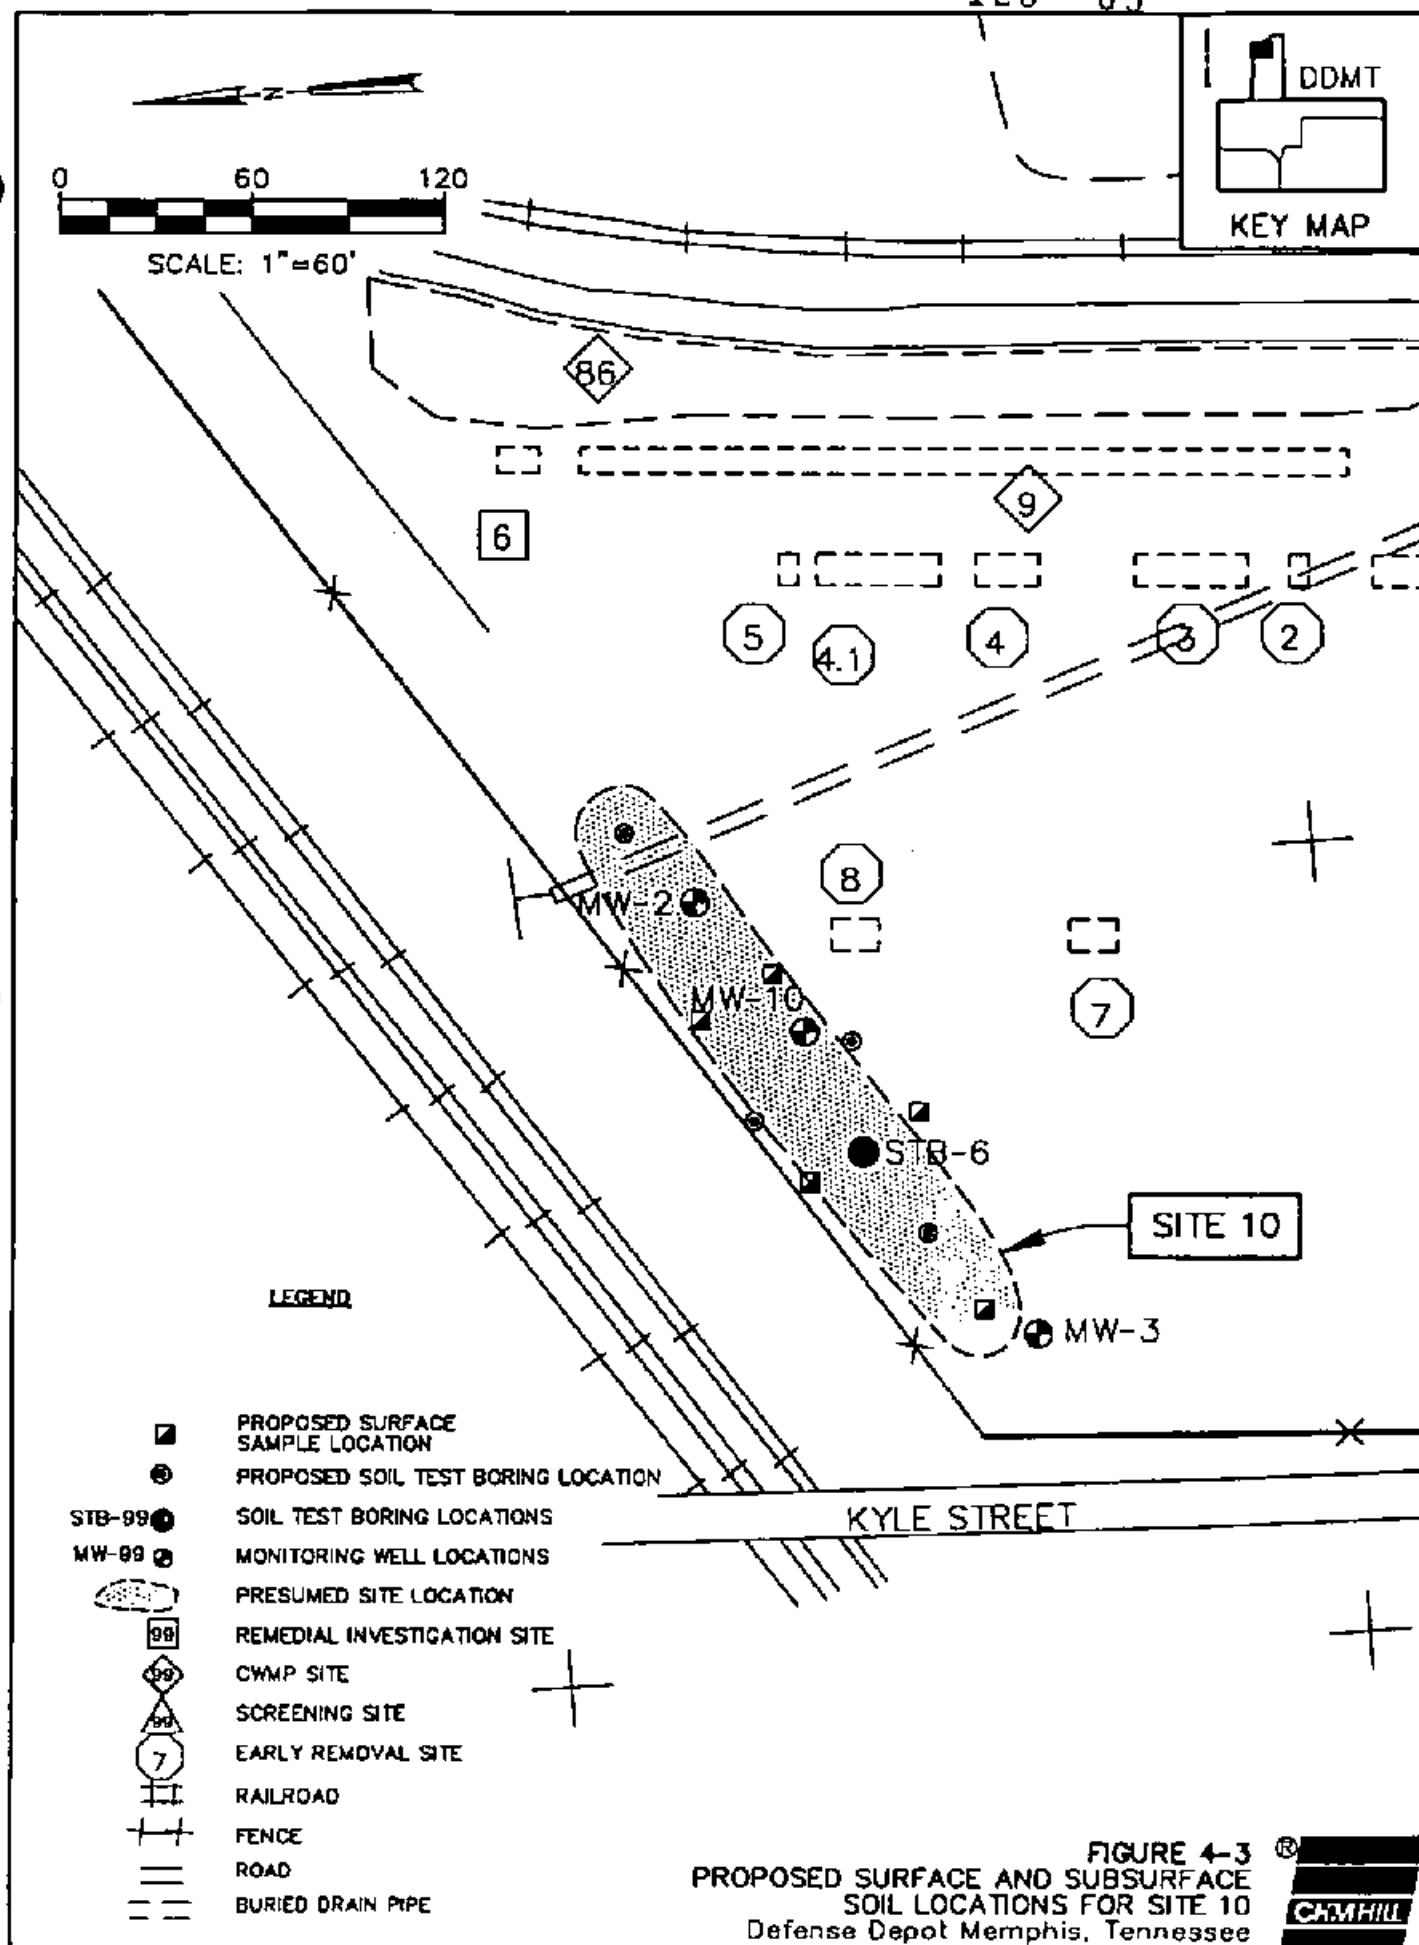 DDMT
KEY MAP
N
0 60 120
SCALE: 1"=60'
86
9
6
5
4.1
4
3
2
8
7
MW-2
MW-10
STB-6
SITE 10
MW-3
KYLE STREET
LEGEND
PROPOSED SURFACE
SAMPLE LOCATION
PROPOSED SOIL TEST BORING LOCATION
STB-99 SOIL TEST BORING LOCATIONS
MW-99 MONITORING WELL LOCATIONS
PRESUMED SITE LOCATION
99 REMEDIAL INVESTIGATION SITE
99 CWMP SITE
99 SCREENING SITE
7 EARLY REMOVAL SITE
RAILROAD
FENCE
ROAD
BURIED DRAIN PIPE
FIGURE 4-3
PROPOSED SURFACE AND SUBSURFACE
SOIL LOCATIONS FOR SITE 10
Defense Depot Memphis, Tennessee
®
CH2M HILL